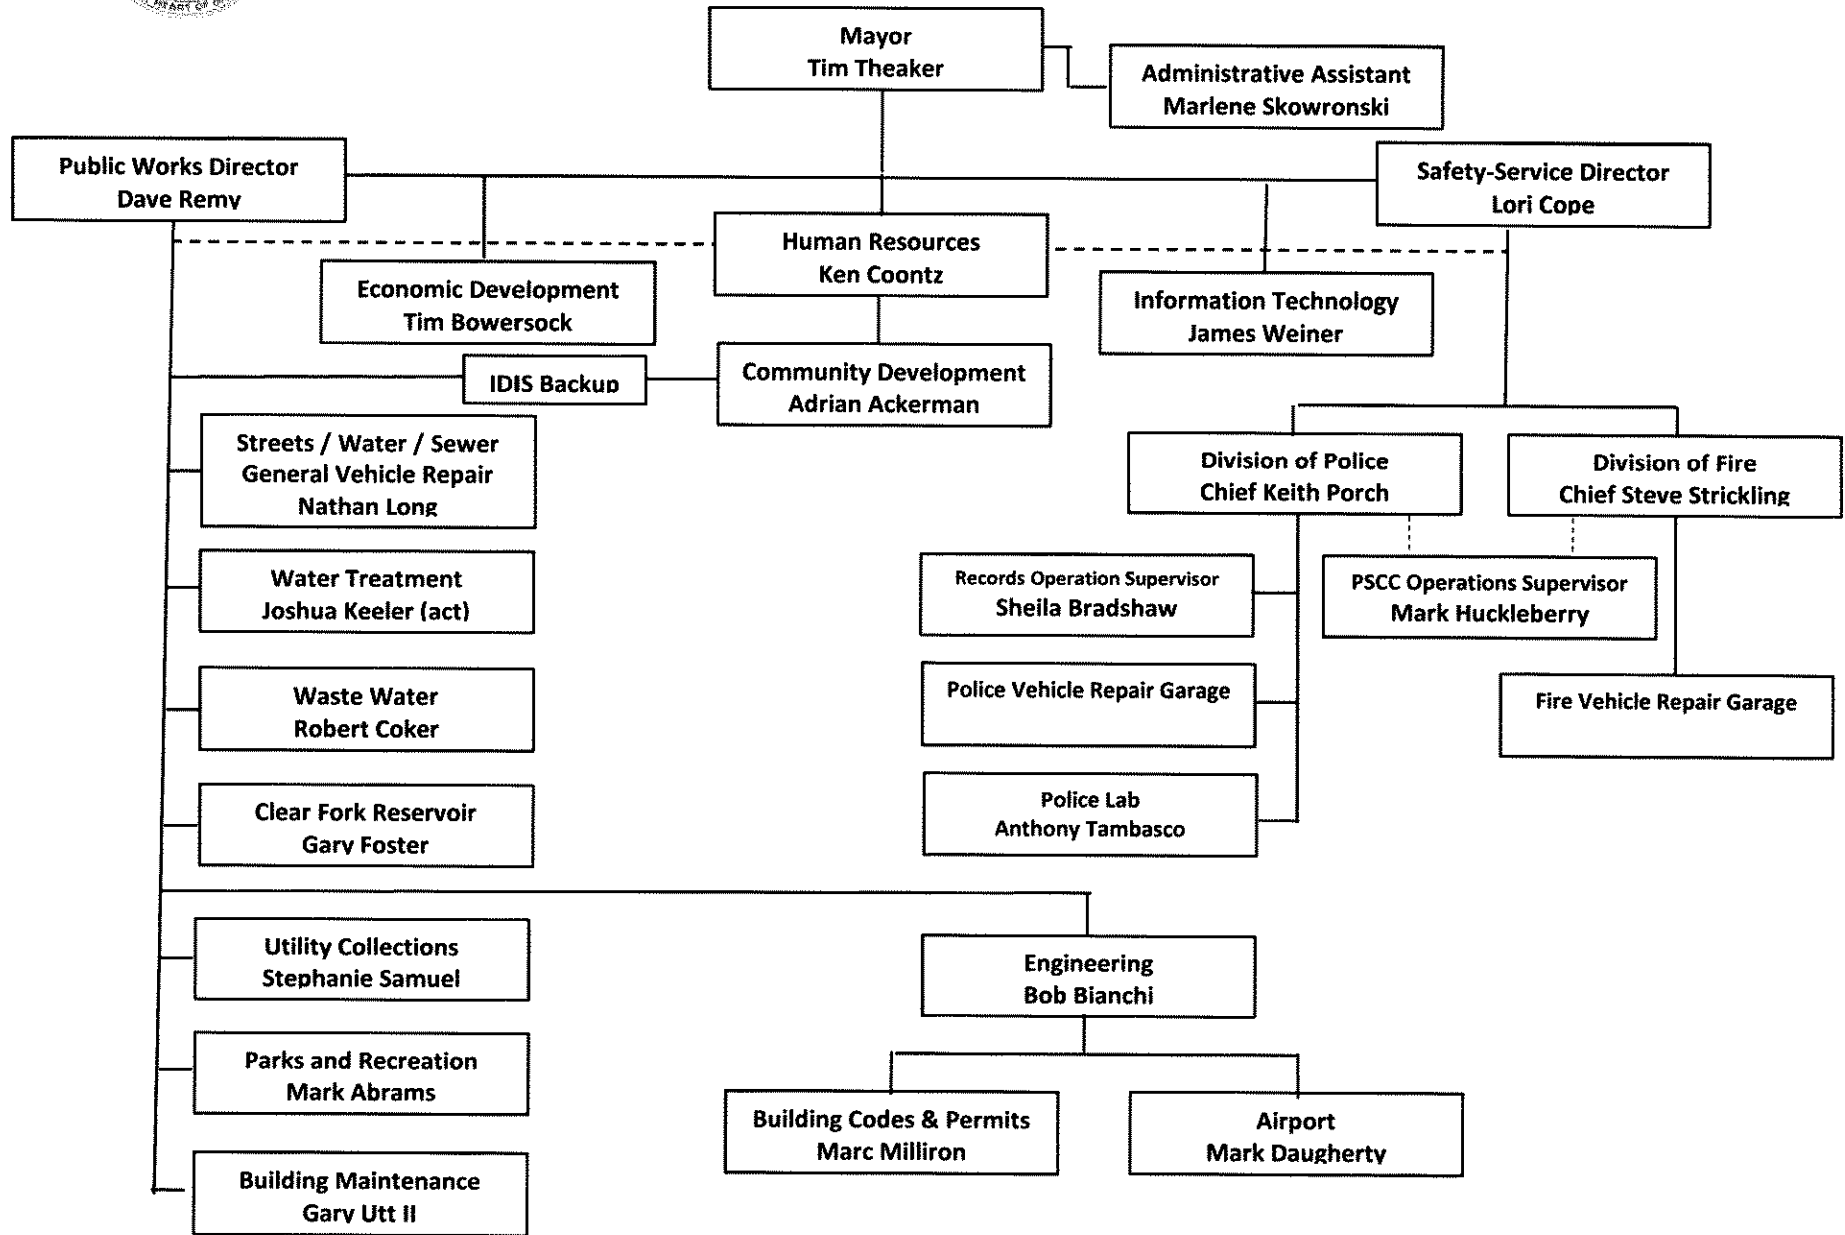 HEART OF
Mayor
Tim Theaker
Administrative Assistant
Marlene Skowronski
Public Works Director
Dave Remy
Safety-Service Director
Lori Cope
Human Resources
Ken Coontz
Economic Development
Tim Bowersock
Information Technology
James Weiner
IDIS Backup
Community Development
Adrian Ackerman
Streets / Water / Sewer
General Vehicle Repair
Nathan Long
Division of Police
Chief Keith Porch
Division of Fire
Chief Steve Strickling
Water Treatment
Joshua Keeler (act)
Records Operation Supervisor
Sheila Bradshaw
PSCC Operations Supervisor
Mark Huckleberry
Waste Water
Robert Coker
Police Vehicle Repair Garage
Fire Vehicle Repair Garage
Clear Fork Reservoir
Gary Foster
Police Lab
Anthony Tambasco
Utility Collections
Stephanie Samuel
Engineering
Bob Bianchi
Parks and Recreation
Mark Abrams
Building Codes & Permits
Marc Milliron
Airport
Mark Daugherty
Building Maintenance
Gary Utt II